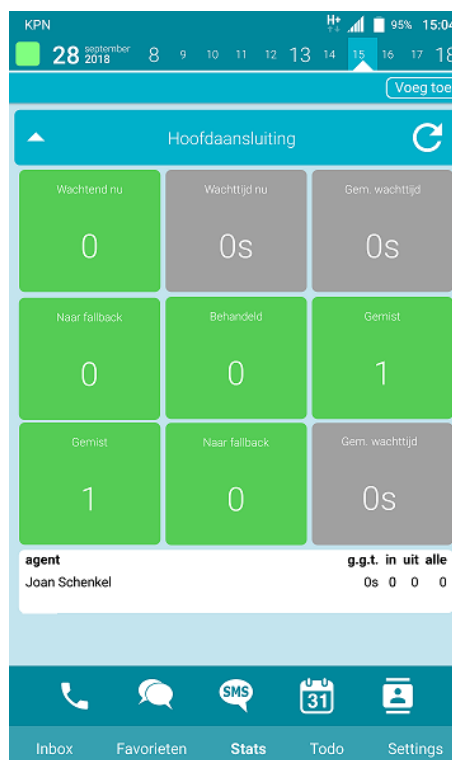 KPN H+ 95% 15:04
28 september 2018 8 9 10 11 12 13 14 15 16 17 18
Voeg toe
Hoofdaansluiting
Wachtend nu Wachttijd nu Gem. wachttijd
0 0s 0s
Naar fallback Behandeld Gemist
0 0 1
Gemist Naar fallback Gem. wachttijd
1 0 0s
agent g.g.t. in uit alle
Joan Schenkel 0s 0 0 0
SMS 31
Inbox Favorieten Stats Todo Settings